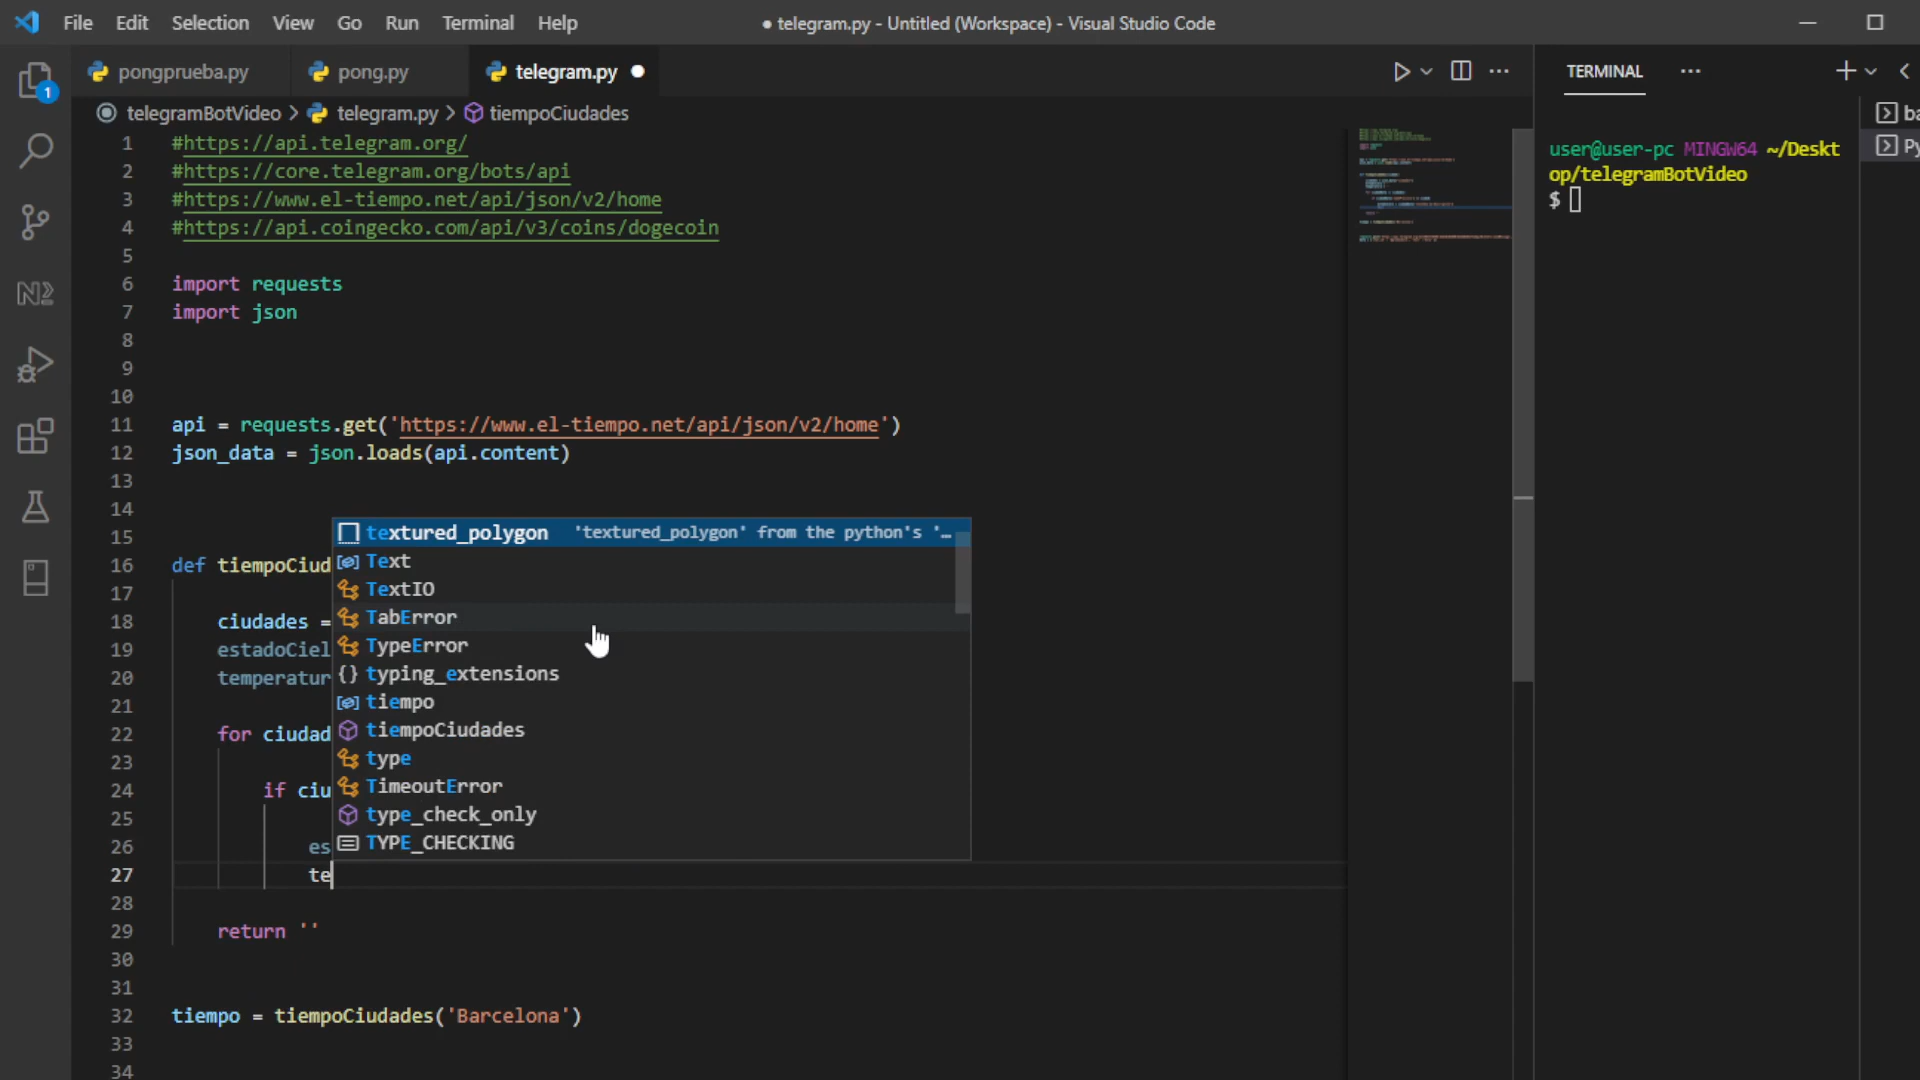 File Edit Selection View Go Run Terminal Help
● telegram.py - Untitled (Workspace) - Visual Studio Code
pongprueba.py pong.py telegram.py
telegramBotVideo > telegram.py > tiempoCiudades
1 #https://api.telegram.org/
2 #https://core.telegram.org/bots/api
3 #https://www.el-tiempo.net/api/json/v2/home
4 #https://api.coingecko.com/api/v3/coins/dogecoin
5
6 import requests
7 import json
8
9
10
11 api = requests.get('https://www.el-tiempo.net/api/json/v2/home')
12 json_data = json.loads(api.content)
13
14
15
textured_polygon 'textured_polygon' from the python's '…
Text
TextIO
TabError
TypeError
typing_extensions
tiempo
tiempoCiudades
type
TimeoutError
type_check_only
TYPE_CHECKING
16 def tiempoCiud
17
18 ciudades =
19 estadoCiel
20 temperatur
21
22 for ciudad
23
24 if ciu
25
26 es
27 te
28
29 return ''
30
31
32 tiempo = tiempoCiudades('Barcelona')
33
34
1
TERMINAL
user@user-pc MINGW64 ~/Deskt
op/telegramBotVideo
$
ba
Py